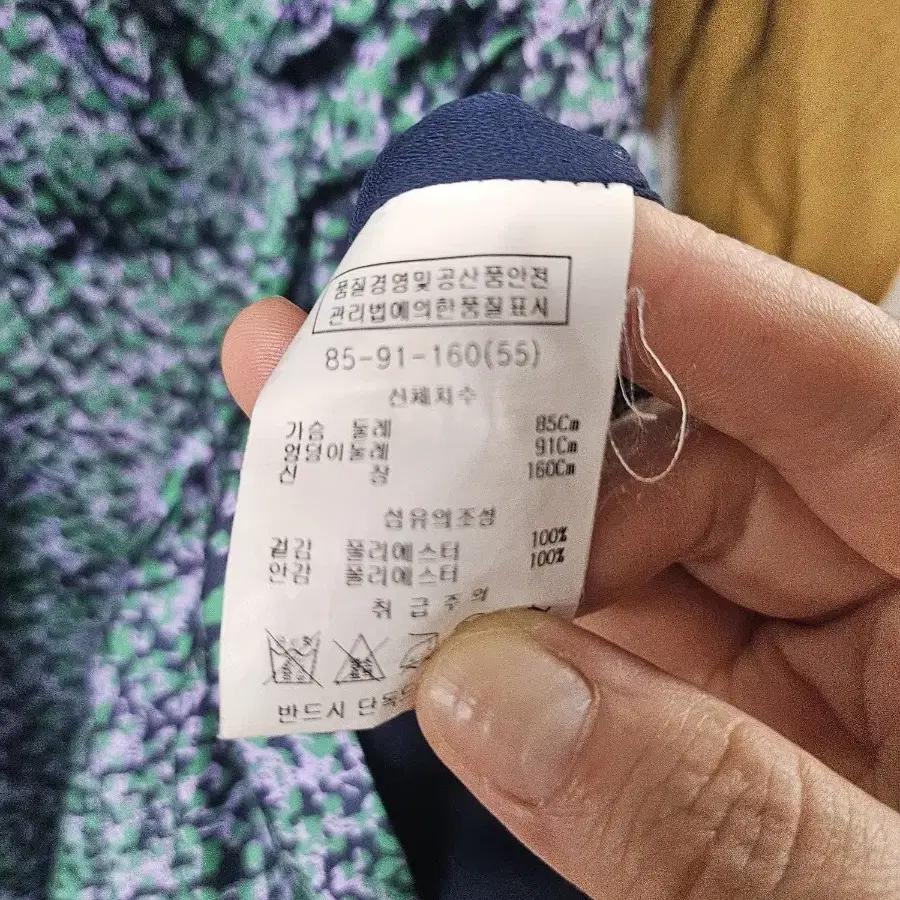 품질경영및공산품안전
관리법에의한품질표시
85-91-160(55)
신체치수
가슴 둘레 85Cm
엉덩이둘레 91Cm
신 장 160Cm
섬유의조성
겉감 폴리에스터 100%
안감 폴리에스터 100%
취 급 주 의
반드시 단독